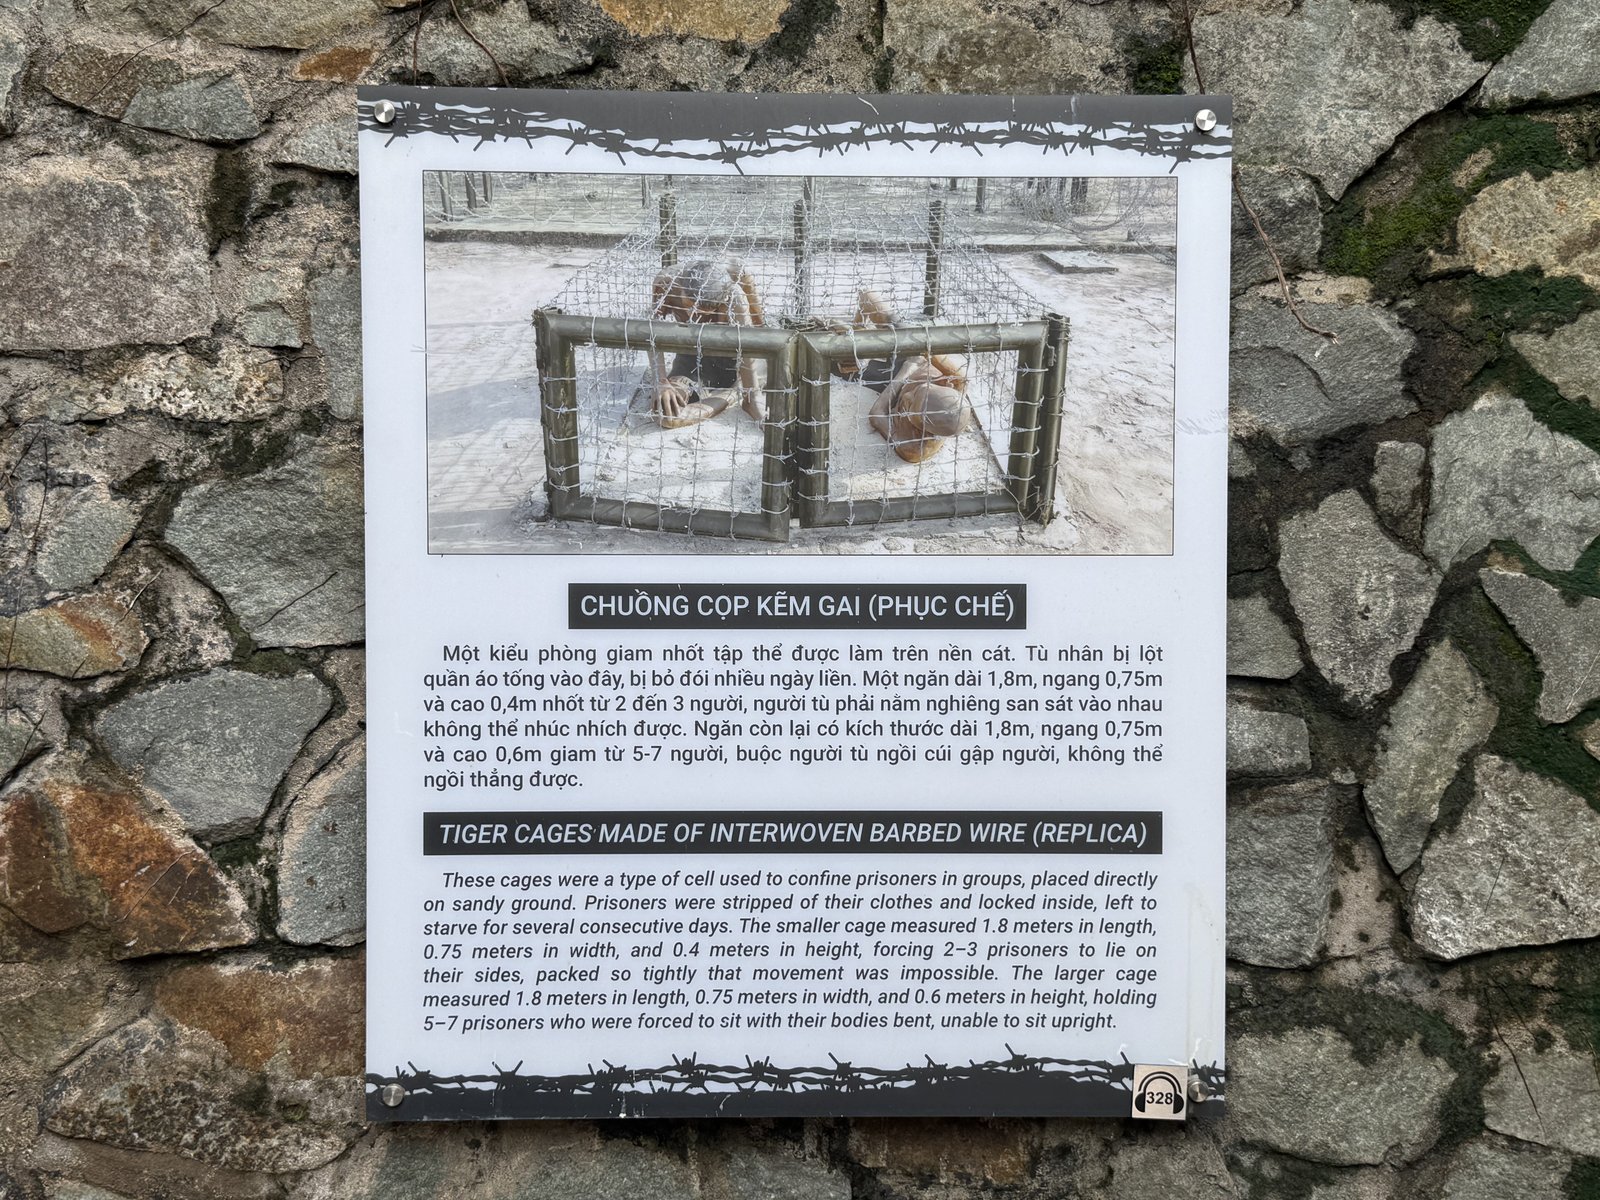 CHUỒNG CỌP KẼM GAI (PHỤC CHẾ)
Một kiểu phòng giam nhốt tập thể được làm trên nền cát. Tù nhân bị lột
quần áo tống vào đây, bị bỏ đói nhiều ngày liền. Một ngăn dài 1,8m, ngang 0,75m
và cao 0,4m nhốt từ 2 đến 3 người, người tù phải nằm nghiêng san sát vào nhau
không thể nhúc nhích được. Ngăn còn lại có kích thước dài 1,8m, ngang 0,75m
và cao 0,6m giam từ 5-7 người, buộc người tù ngồi cúi gập người, không thể
ngồi thẳng được.
TIGER CAGES MADE OF INTERWOVEN BARBED WIRE (REPLICA)
These cages were a type of cell used to confine prisoners in groups, placed directly
on sandy ground. Prisoners were stripped of their clothes and locked inside, left to
starve for several consecutive days. The smaller cage measured 1.8 meters in length,
0.75 meters in width, and 0.4 meters in height, forcing 2–3 prisoners to lie on
their sides, packed so tightly that movement was impossible. The larger cage
measured 1.8 meters in length, 0.75 meters in width, and 0.6 meters in height, holding
5–7 prisoners who were forced to sit with their bodies bent, unable to sit upright.
328